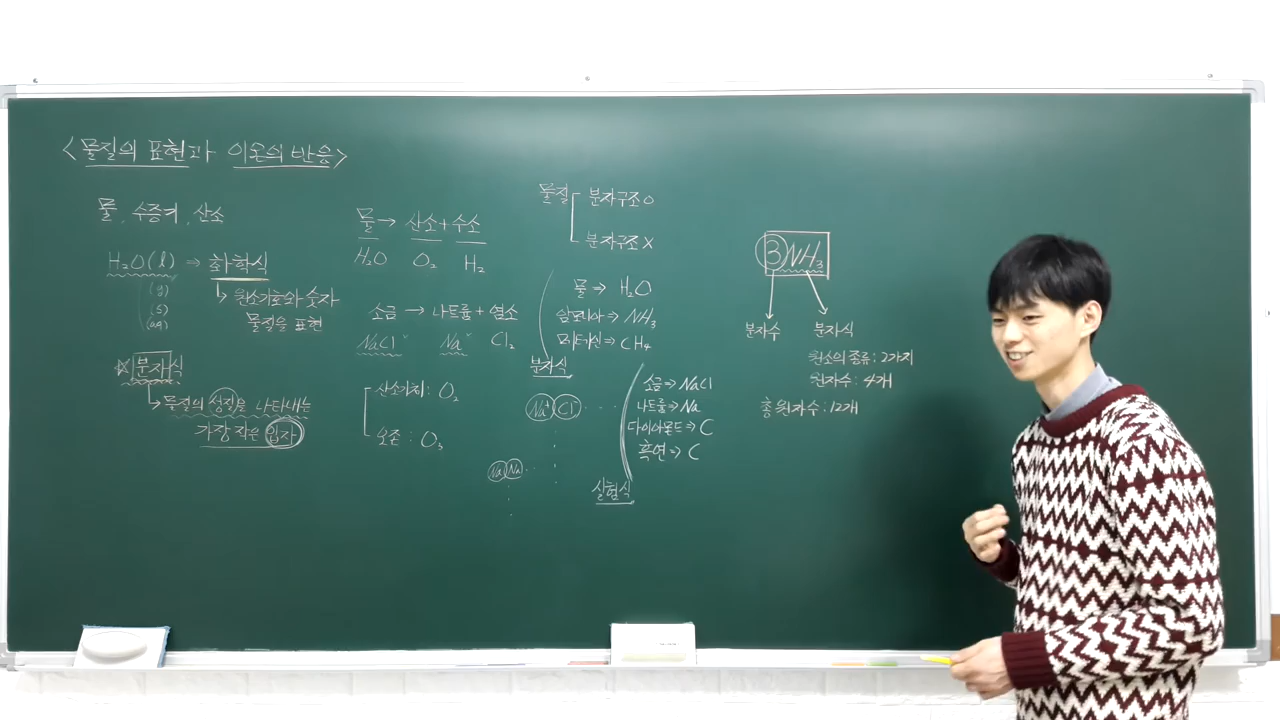 <물질의 표현과 이온의 반응>
물, 수증기, 산소
H₂O(l) ⇒ 화학식
(g)
(s)
(aq)
↳ 원소기호와 숫자
물질을 표현
☆ 분자식
↳ 물질의 성질을 나타내는
가장 작은 입자
물 → 산소 + 수소
H₂O O₂ H₂
소금 → 나트륨 + 염소
NaCl Na Cl₂
산소기체 : O₂
오존 : O₃
물질 분자구조 O
분자구조 X
물 ⇒ H₂O
암모니아 ⇒ NH₃
메테인 ⇒ CH₄
분자식
Na⁺ Cl⁻ ...
Na Na ...
소금 ⇒ NaCl
나트륨 ⇒ Na
다이아몬드 ⇒ C
흑연 ⇒ C
실험식
3NH₃
분자수 분자식
원소의 종류 : 2가지
원자수 : 4개
총 원자수 : 12개